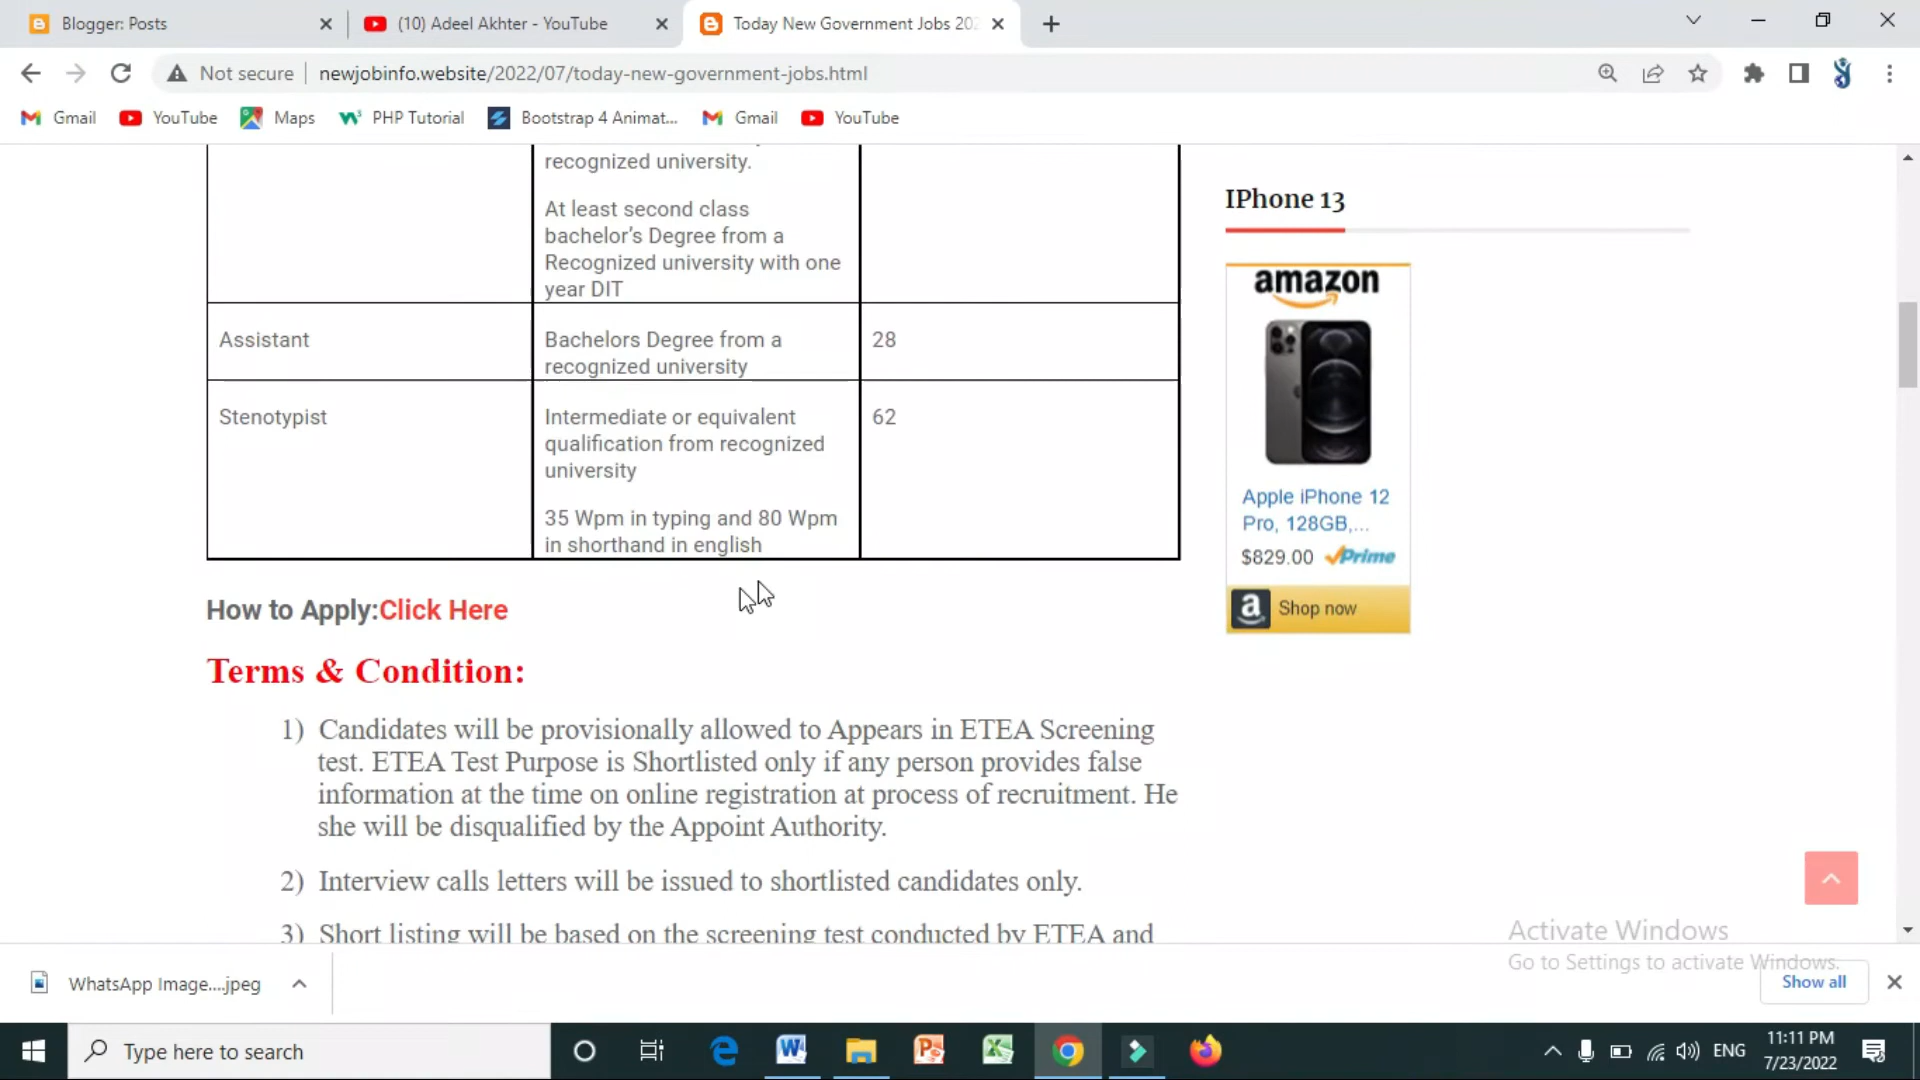 Blogger: Posts
(10) Adeel Akhter - YouTube
Today New Government Jobs 202
Not secure
newjobinfo.website/2022/07/today-new-government-jobs.html
Gmail
YouTube
Maps
PHP Tutorial
Bootstrap 4 Animat...
Gmail
YouTube
recognized university.
At least second class
bachelor's Degree from a
Recognized university with one
year DIT
Assistant
Bachelors Degree from a
recognized university
28
Stenotypist
Intermediate or equivalent
qualification from recognized
university
35 Wpm in typing and 80 Wpm
in shorthand in english
62
How to Apply:Click Here
Terms & Condition:
1) Candidates will be provisionally allowed to Appears in ETEA Screening
test. ETEA Test Purpose is Shortlisted only if any person provides false
information at the time on online registration at process of recruitment. He
she will be disqualified by the Appoint Authority.
2) Interview calls letters will be issued to shortlisted candidates only.
3) Short listing will be based on the screening test conducted by ETEA and
IPhone 13
amazon
Apple iPhone 12
Pro, 128GB,...
$829.00 Prime
a Shop now
Activate Windows
Go to Settings to activate Windows.
WhatsApp Image....jpeg
Show all
Type here to search
ENG
11:11 PM
7/23/2022